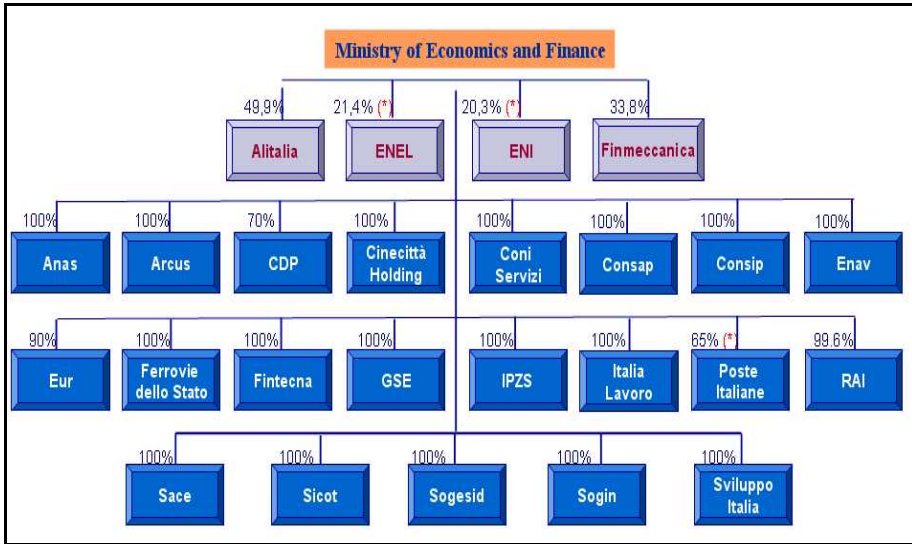 Ministry of Economics and Finance
49,9% 21,4% (*) 20,3% (*) 33,8%
Alitalia ENEL ENI Finmeccanica
100% 100% 70% 100% 100% 100% 100% 100%
Anas Arcus CDP Cinecittà Holding Coni Servizi Consap Consip Enav
90% 100% 100% 100% 100% 100% 65% (*) 99.6%
Eur Ferrovie dello Stato Fintecna GSE IPZS Italia Lavoro Poste Italiane RAI
100% 100% 100% 100% 100%
Sace Sicot Sogesid Sogin Sviluppo Italia